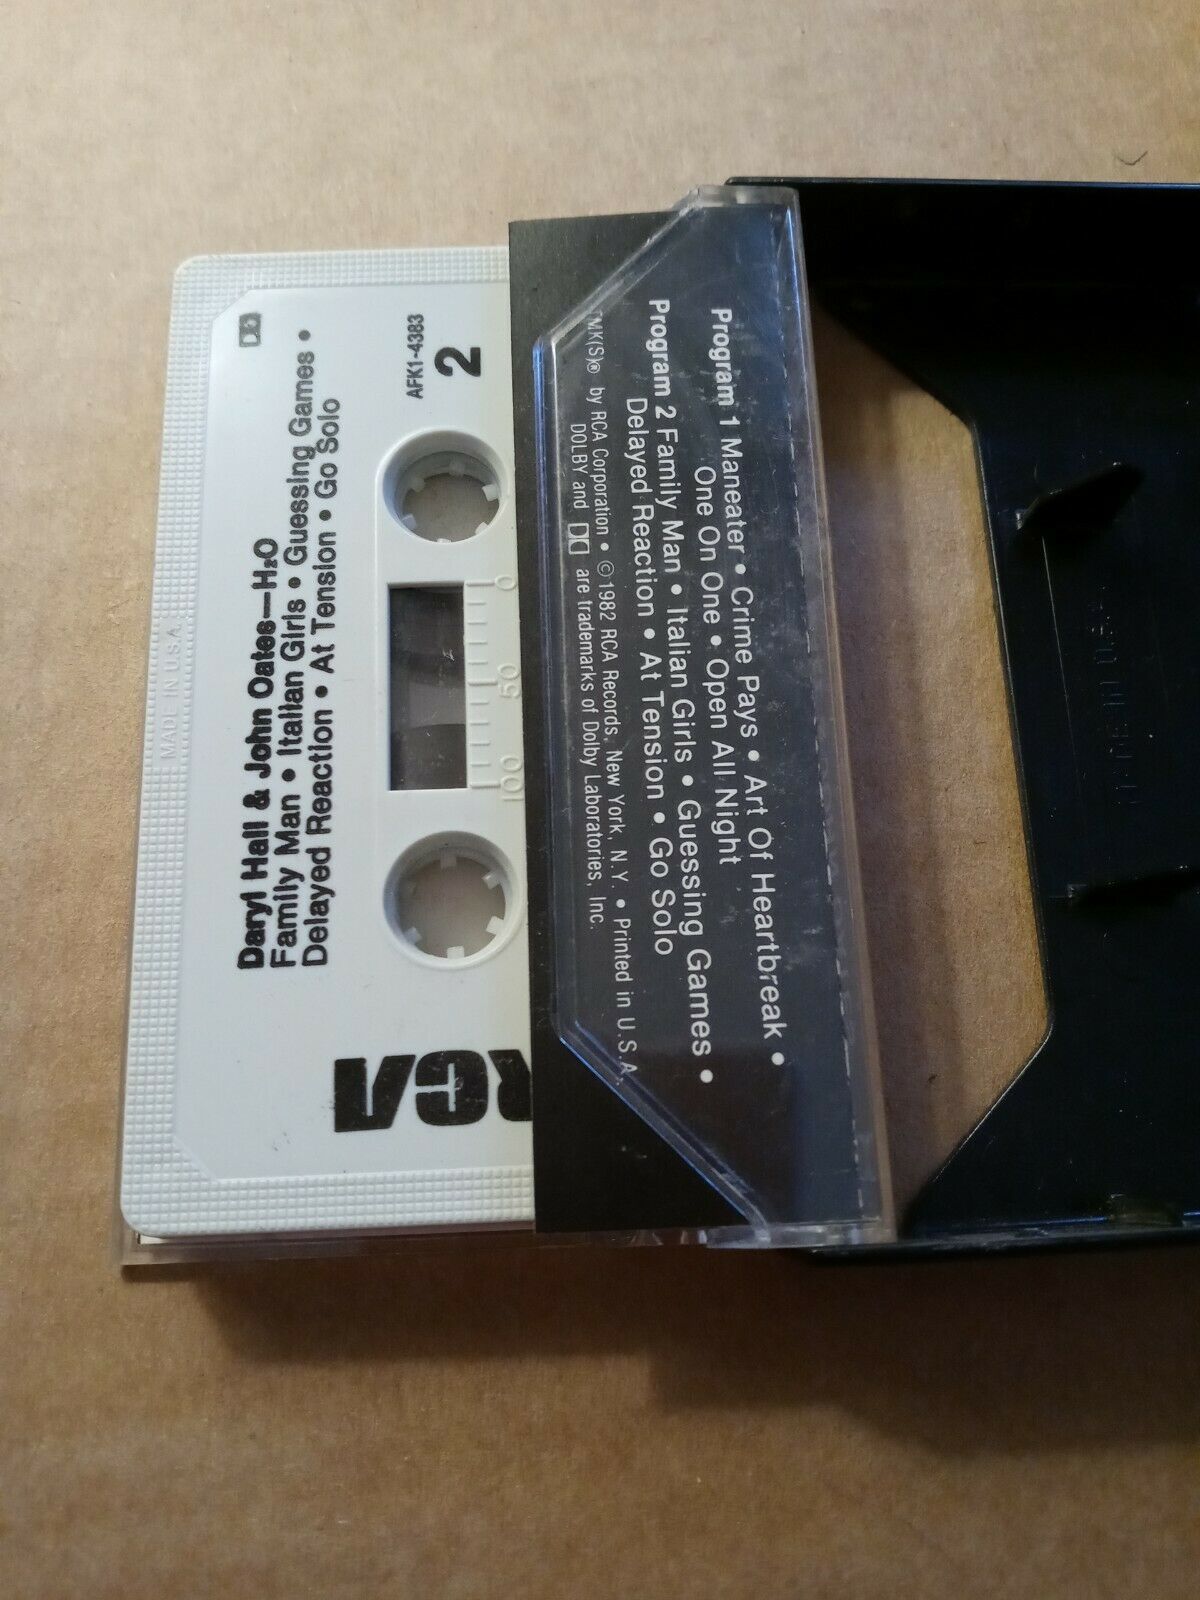 Daryl Hall & John Oates—H₂O
Family Man • Italian Girls • Guessing Games •
Delayed Reaction • At Tension • Go Solo
AFK1-4383
2
0 50 100
RCA
MADE IN U.S.A.
Program 1 Maneater • Crime Pays • Art Of Heartbreak •
One On One • Open All Night
Program 2 Family Man • Italian Girls • Guessing Games •
Delayed Reaction • At Tension • Go Solo
TMK(S)® by RCA Corporation • ©1982 RCA Records, New York, N.Y. • Printed in U.S.A.
DOLBY and are trademarks of Dolby Laboratories, Inc.